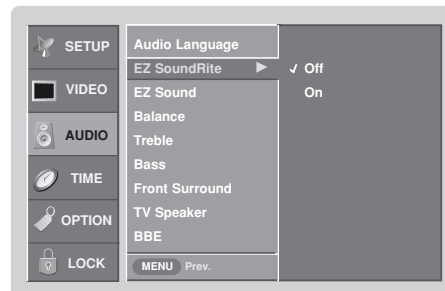 SETUP
VIDEO
AUDIO
TIME
OPTION
LOCK
Audio Language
EZ SoundRite ►
EZ Sound
Balance
Treble
Bass
Front Surround
TV Speaker
BBE
MENU Prev.
✓ Off
On